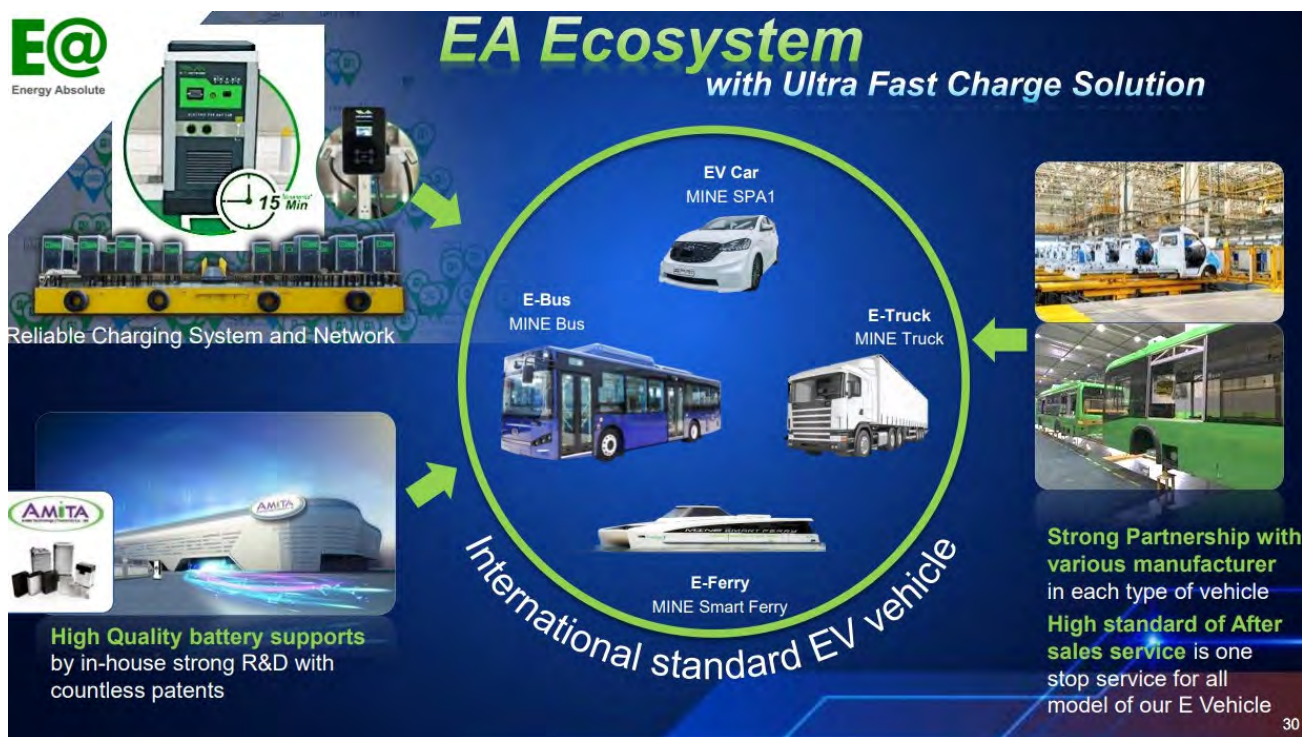 E@
Energy Absolute
EA Ecosystem
with Ultra Fast Charge Solution
15 Min
Reliable Charging System and Network
EV Car
MINE SPA1
E-Bus
MINE Bus
E-Truck
MINE Truck
E-Ferry
MINE Smart Ferry
MINE SMART FERRY
International standard EV vehicle
AMiTA
AMiTA
High Quality battery supports
by in-house strong R&D with
countless patents
Strong Partnership with
various manufacturer
in each type of vehicle
High standard of After
sales service is one
stop service for all
model of our E Vehicle
30